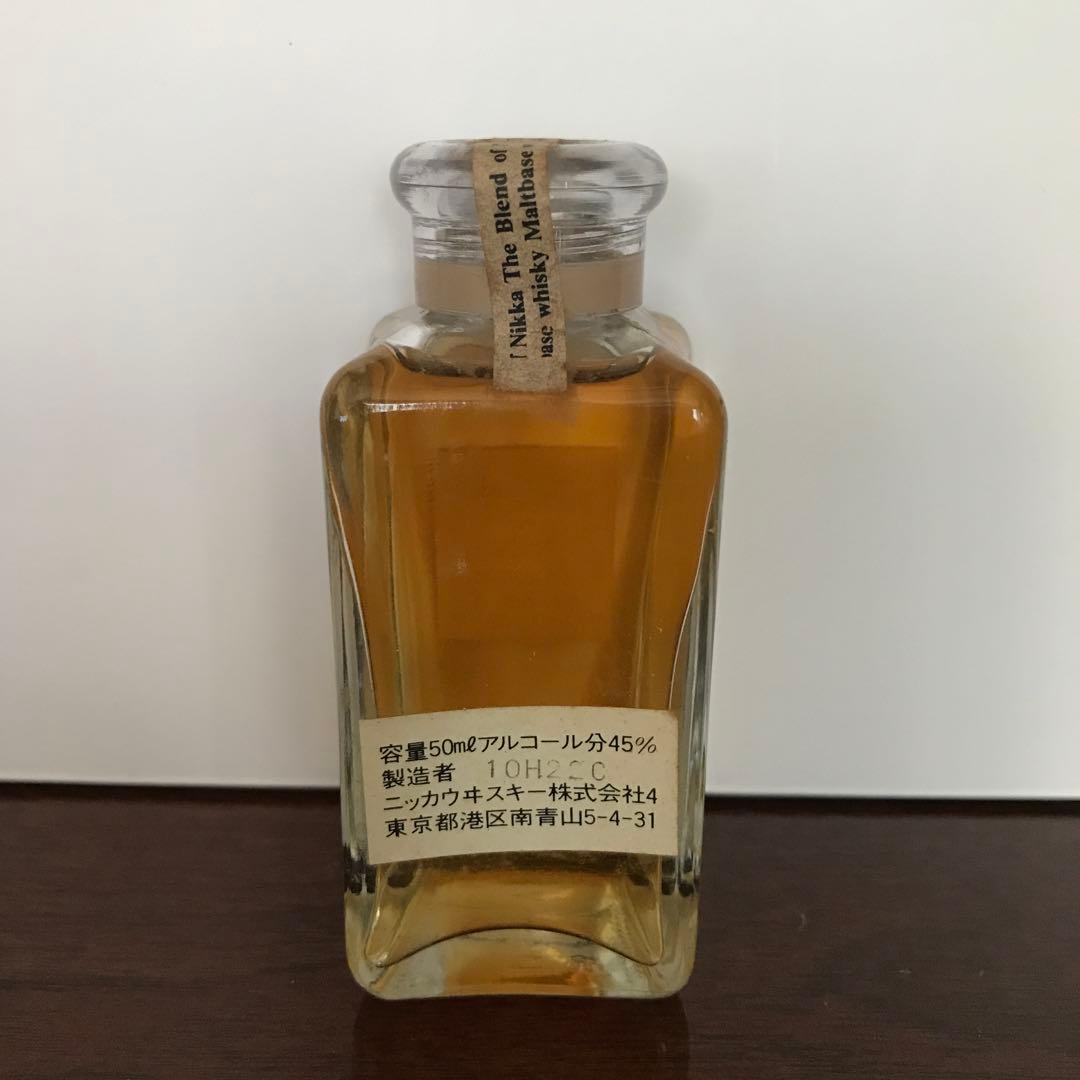 Nikka The Blend of
base whisky Maltbase
容量50mlアルコール分45%
製造者 10H22C
ニッカウヰスキー株式会社4
東京都港区南青山5-4-31